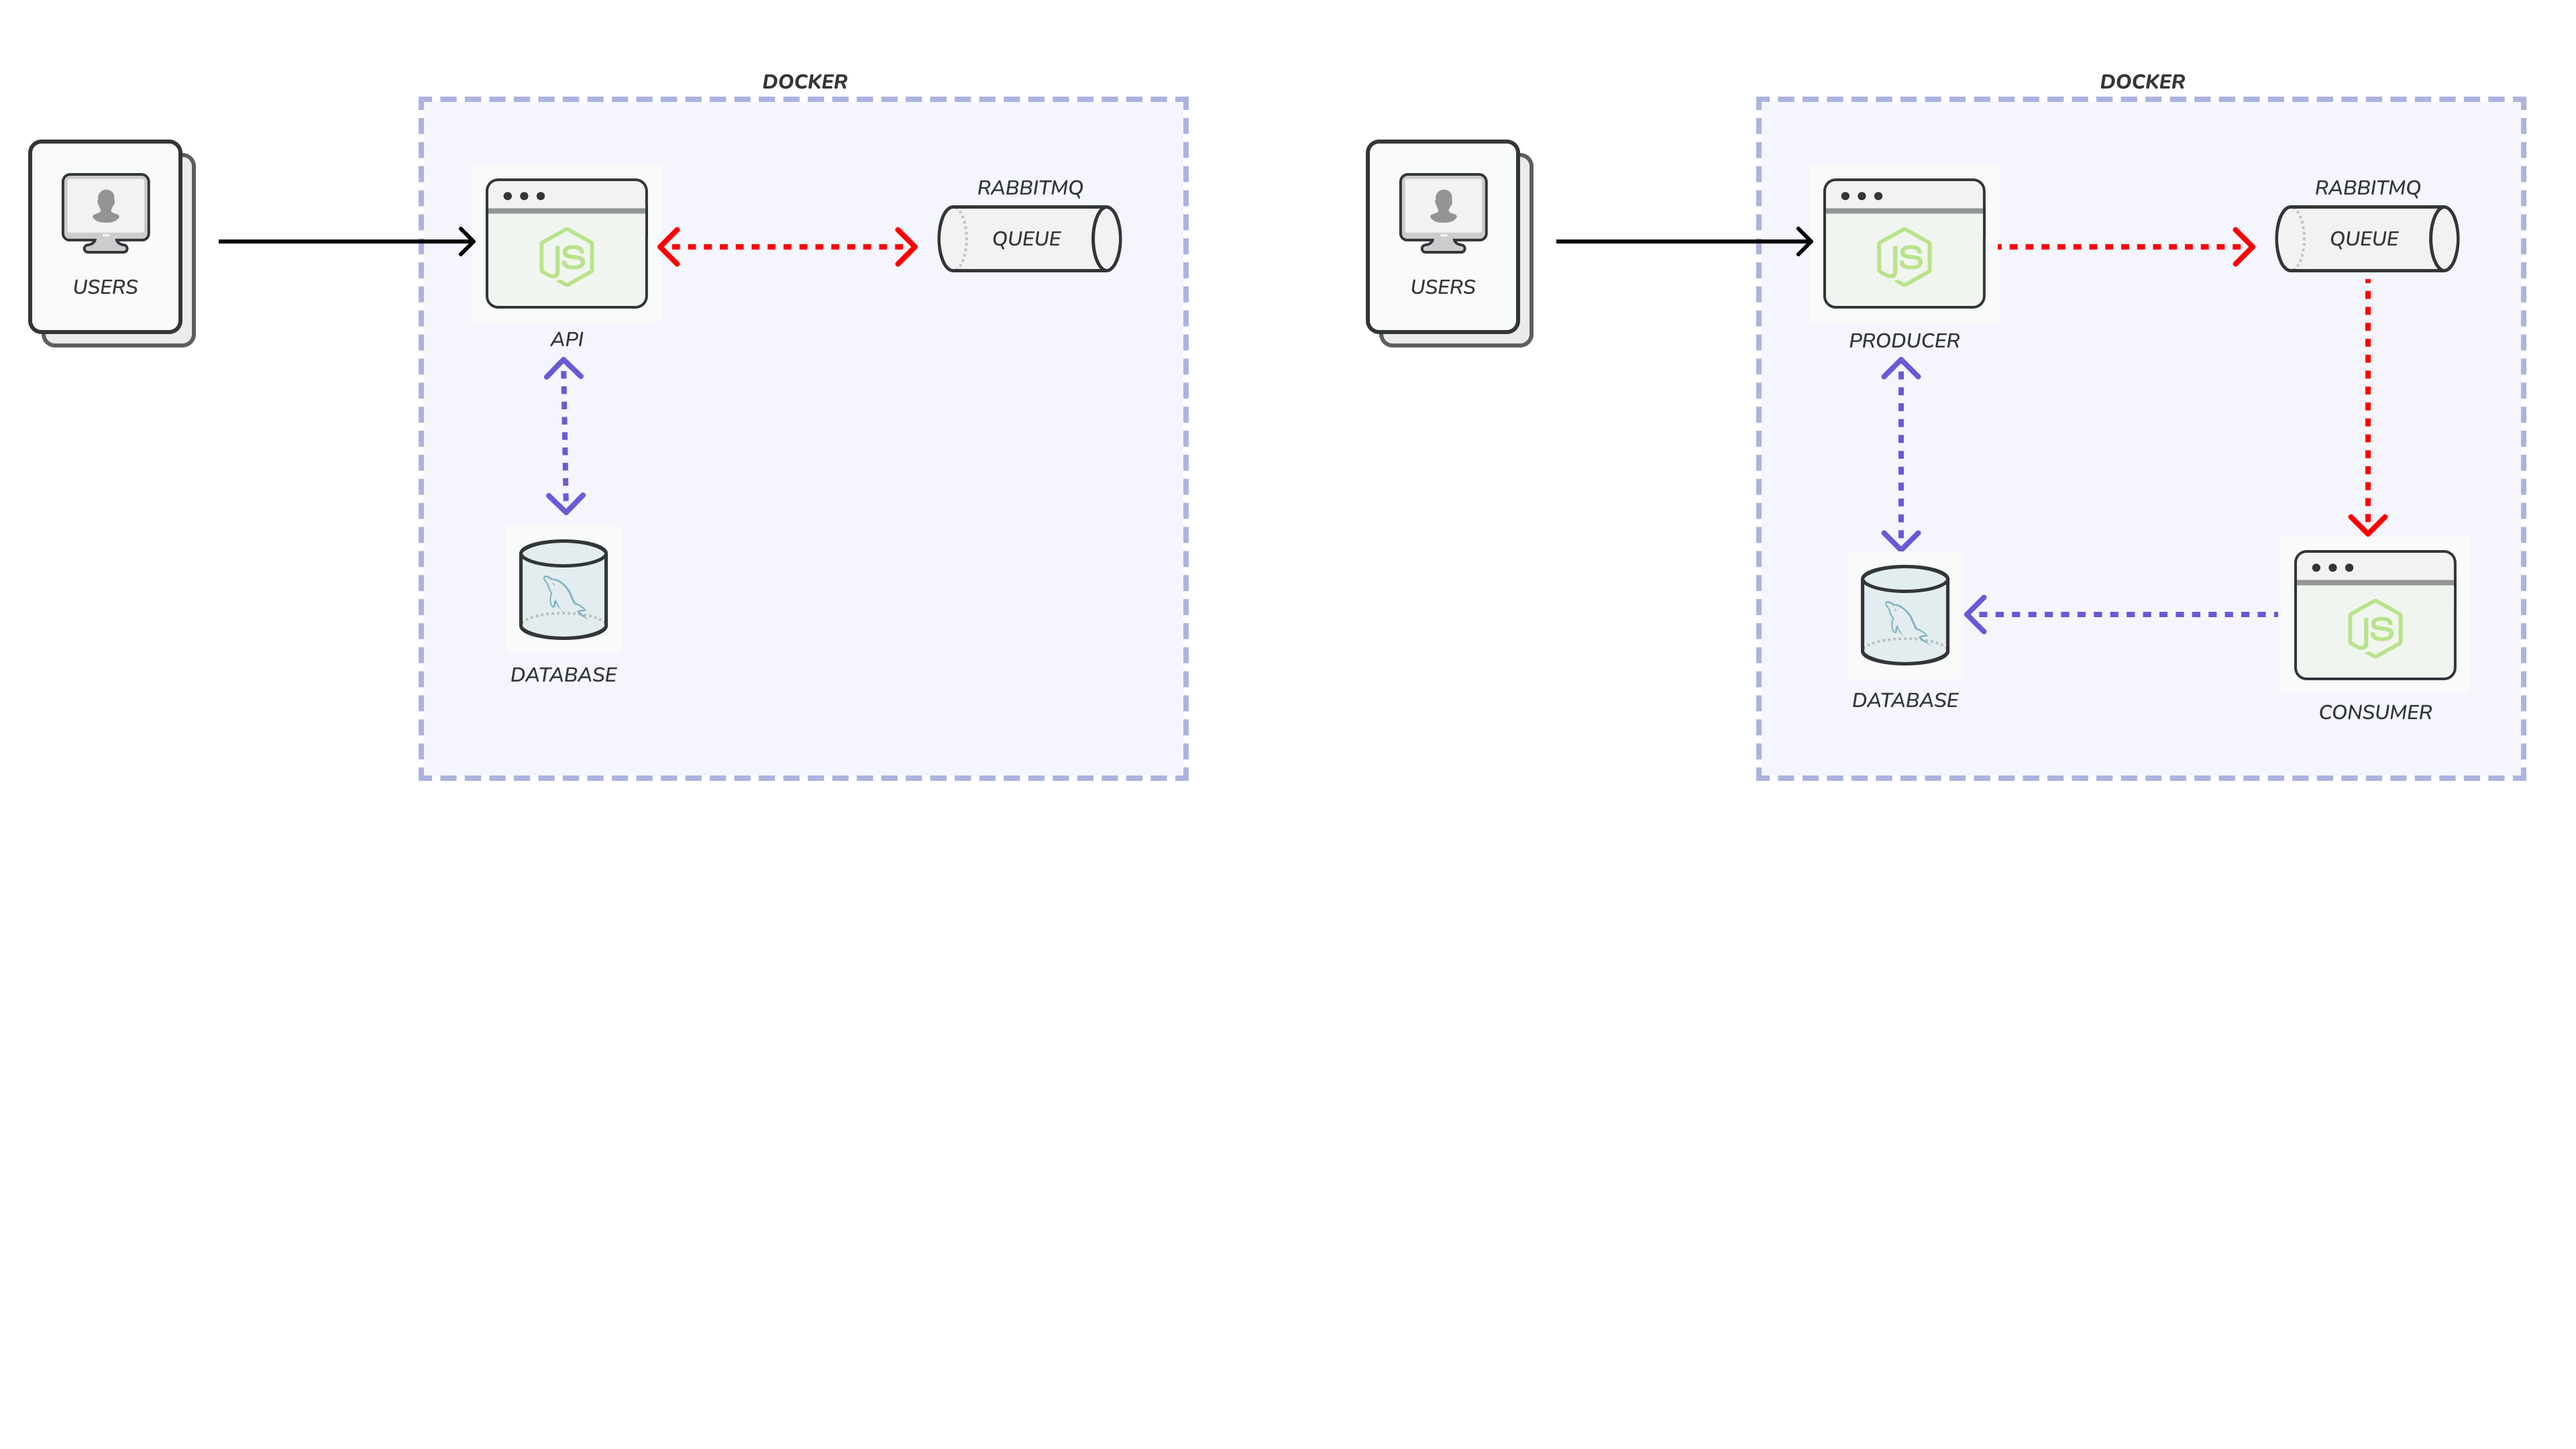 DOCKER
USERS
JS
API
RABBITMQ
QUEUE
DATABASE
DOCKER
USERS
JS
PRODUCER
RABBITMQ
QUEUE
DATABASE
JS
CONSUMER